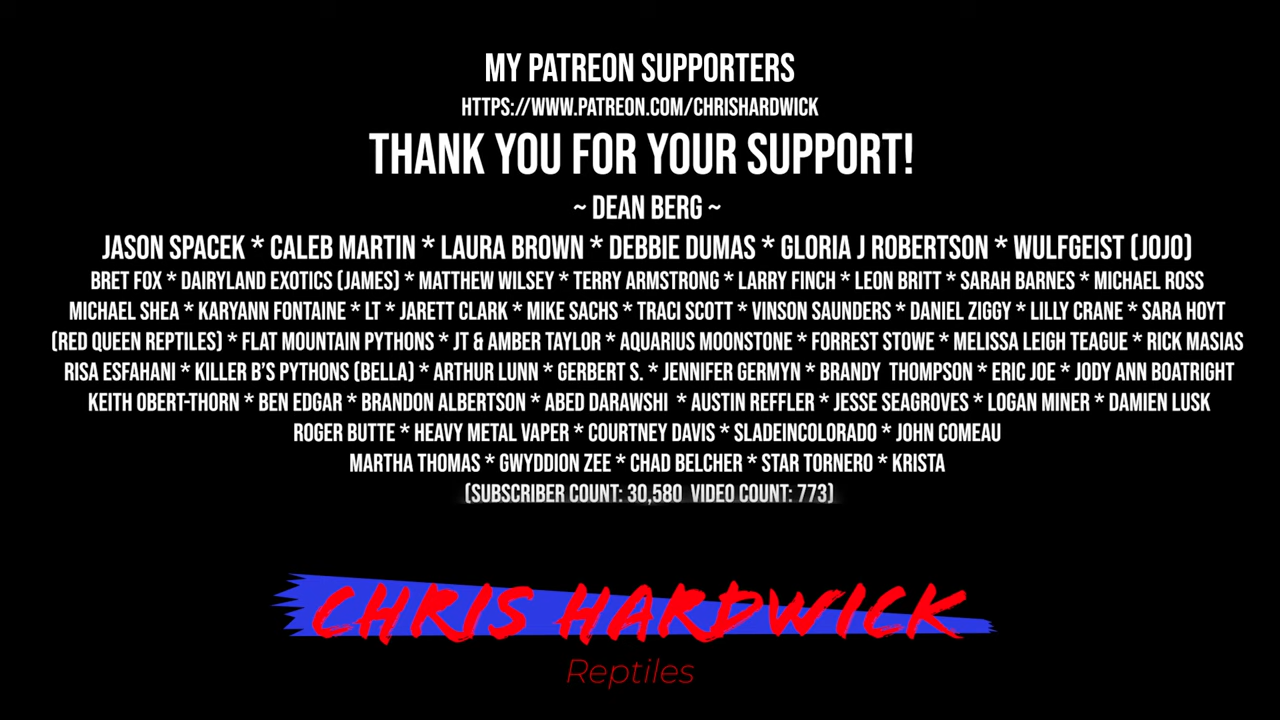 MY PATREON SUPPORTERS
HTTPS://WWW.PATREON.COM/CHRISHARDWICK
THANK YOU FOR YOUR SUPPORT!
~ DEAN BERG ~
JASON SPACEK * CALEB MARTIN * LAURA BROWN * DEBBIE DUMAS * GLORIA J ROBERTSON * WULFGEIST (JOJO)
BRET FOX * DAIRYLAND EXOTICS (JAMES) * MATTHEW WILSEY * TERRY ARMSTRONG * LARRY FINCH * LEON BRITT * SARAH BARNES * MICHAEL ROSS
MICHAEL SHEA * KARYANN FONTAINE * LT * JARETT CLARK * MIKE SACHS * TRACI SCOTT * VINSON SAUNDERS * DANIEL ZIGGY * LILLY CRANE * SARA HOYT
(RED QUEEN REPTILES) * FLAT MOUNTAIN PYTHONS * JT & AMBER TAYLOR * AQUARIUS MOONSTONE * FORREST STOWE * MELISSA LEIGH TEAGUE * RICK MASIAS
RISA ESFAHANI * KILLER B'S PYTHONS (BELLA) * ARTHUR LUNN * GERBERT S. * JENNIFER GERMYN * BRANDY THOMPSON * ERIC JOE * JODY ANN BOATRIGHT
KEITH OBERT-THORN * BEN EDGAR * BRANDON ALBERTSON * ABED DARAWSHI * AUSTIN REFFLER * JESSE SEAGROVES * LOGAN MINER * DAMIEN LUSK
ROGER BUTTE * HEAVY METAL VAPER * COURTNEY DAVIS * SLADEINCOLORADO * JOHN COMEAU
MARTHA THOMAS * GWYDDION ZEE * CHAD BELCHER * STAR TORNERO * KRISTA
(SUBSCRIBER COUNT: 30,580 VIDEO COUNT: 773)
CHRIS HARDWICK
Reptiles